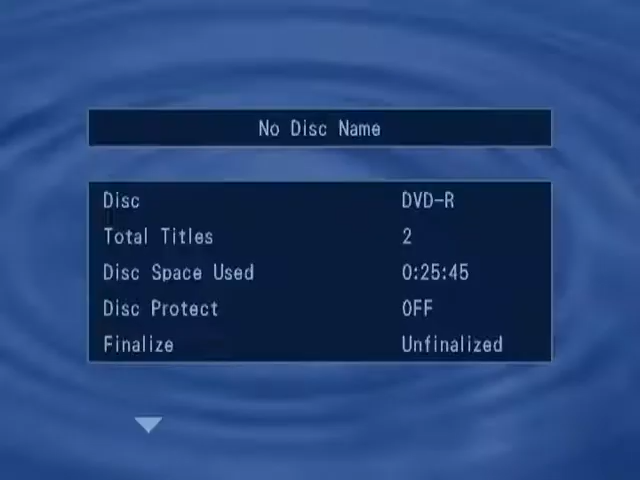 No Disc Name
Disc DVD-R
Total Titles 2
Disc Space Used 0:25:45
Disc Protect OFF
Finalize Unfinalized